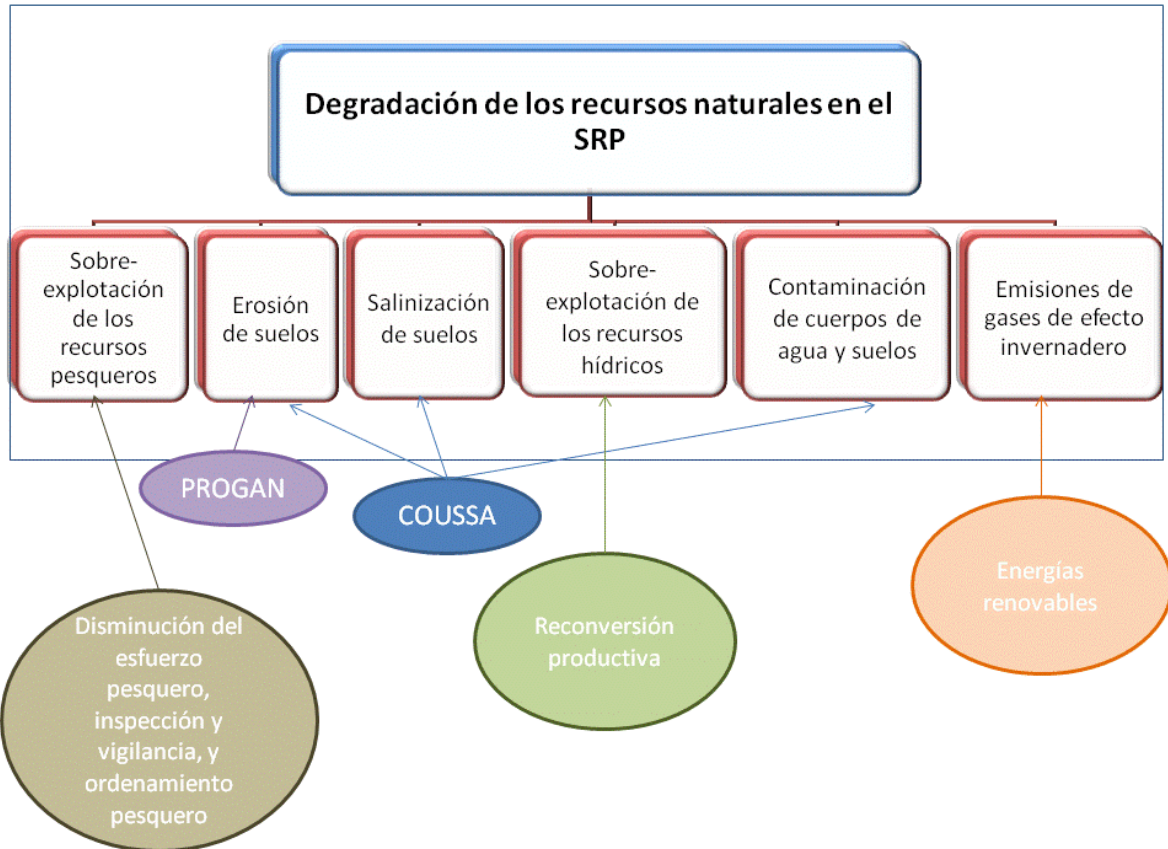 Degradación de los recursos naturales en el
SRP
Sobre-
explotación
de los
recursos
pesqueros
Erosión
de suelos
Salinización
de suelos
Sobre-
explotación de
los recursos
hídricos
Contaminación
de cuerpos de
agua y suelos
Emisiones de
gases de efecto
invernadero
PROGAN
COUSSA
Disminución del
esfuerzo
pesquero,
inspección y
vigilancia, y
ordenamiento
pesquero
Reconversión
productiva
Energías
renovables